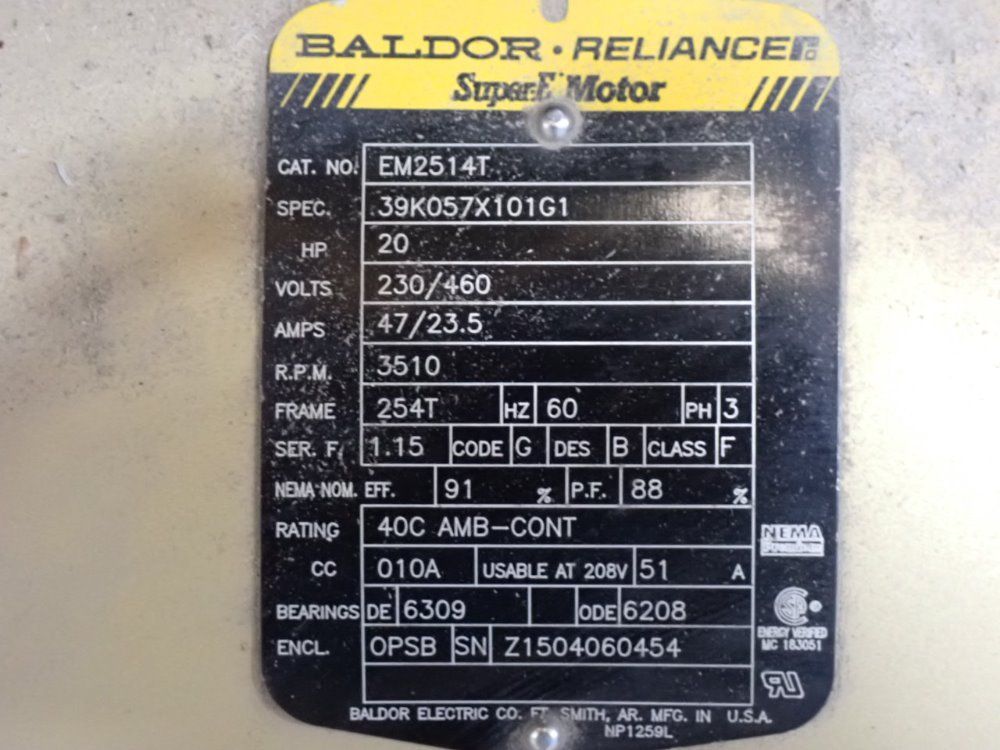 BALDOR • RELIANCER
Super-E Motor
CAT. NO. EM2514T
SPEC. 39K057X101G1
HP 20
VOLTS 230/460
AMPS 47/23.5
R.P.M. 3510
FRAME 254T HZ 60 PH 3
SER. F. 1.15 CODE G DES B CLASS F
NEMA NOM. EFF. 91 % P.F. 88 %
RATING 40C AMB-CONT
NEMA
Premium
CC 010A USABLE AT 208V 51 A
BEARINGS DE 6309 ODE 6208
ENERGY VERIFIED
MC 183051
ENCL. OPSB SN Z1504060454
BALDOR ELECTRIC CO. FT. SMITH, AR. MFG. IN U.S.A.
NP1259L